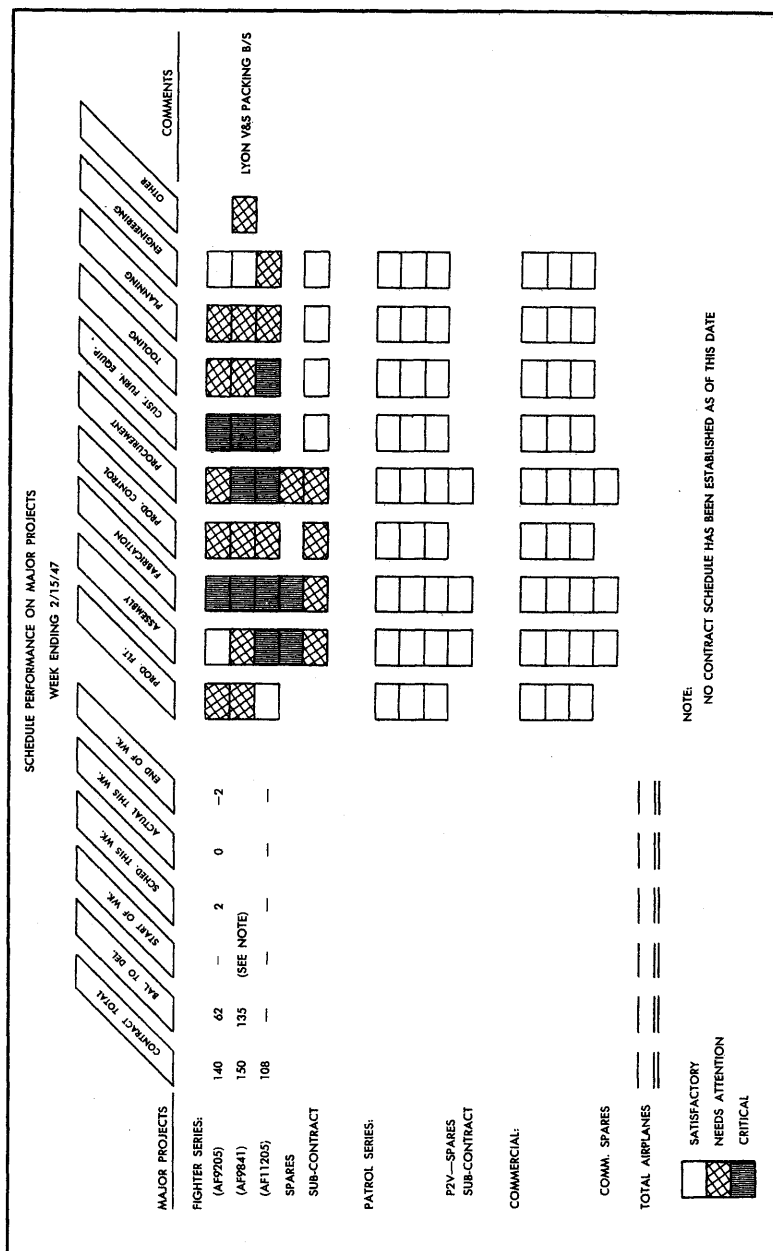 SCHEDULE PERFORMANCE ON MAJOR PROJECTS
WEEK ENDING 2/15/47
MAJOR PROJECTS
CONTRACT TOTAL
BAL. TO DEL.
START OF WK.
SCHED. THIS WK.
ACTUAL THIS WK.
END OF WK.
PROD. FLT.
ASSEMBLY
FABRICATION
PROD. CONTROL
PROCUREMENT
CUST. FURN. EQUIP.
TOOLING
PLANNING
ENGINEERING
OTHER
COMMENTS
FIGHTER SERIES:
(AF9205) 140 62 — 2 0 —2
(AF9841) 150 135 (SEE NOTE) LYON V&S PACKING B/S
(AF11205) 108 — — — — —
SPARES
SUB-CONTRACT
PATROL SERIES:
P2V—SPARES
SUB-CONTRACT
COMMERCIAL:
COMM. SPARES
TOTAL AIRPLANES
SATISFACTORY
NEEDS ATTENTION
CRITICAL
NOTE:
NO CONTRACT SCHEDULE HAS BEEN ESTABLISHED AS OF THIS DATE